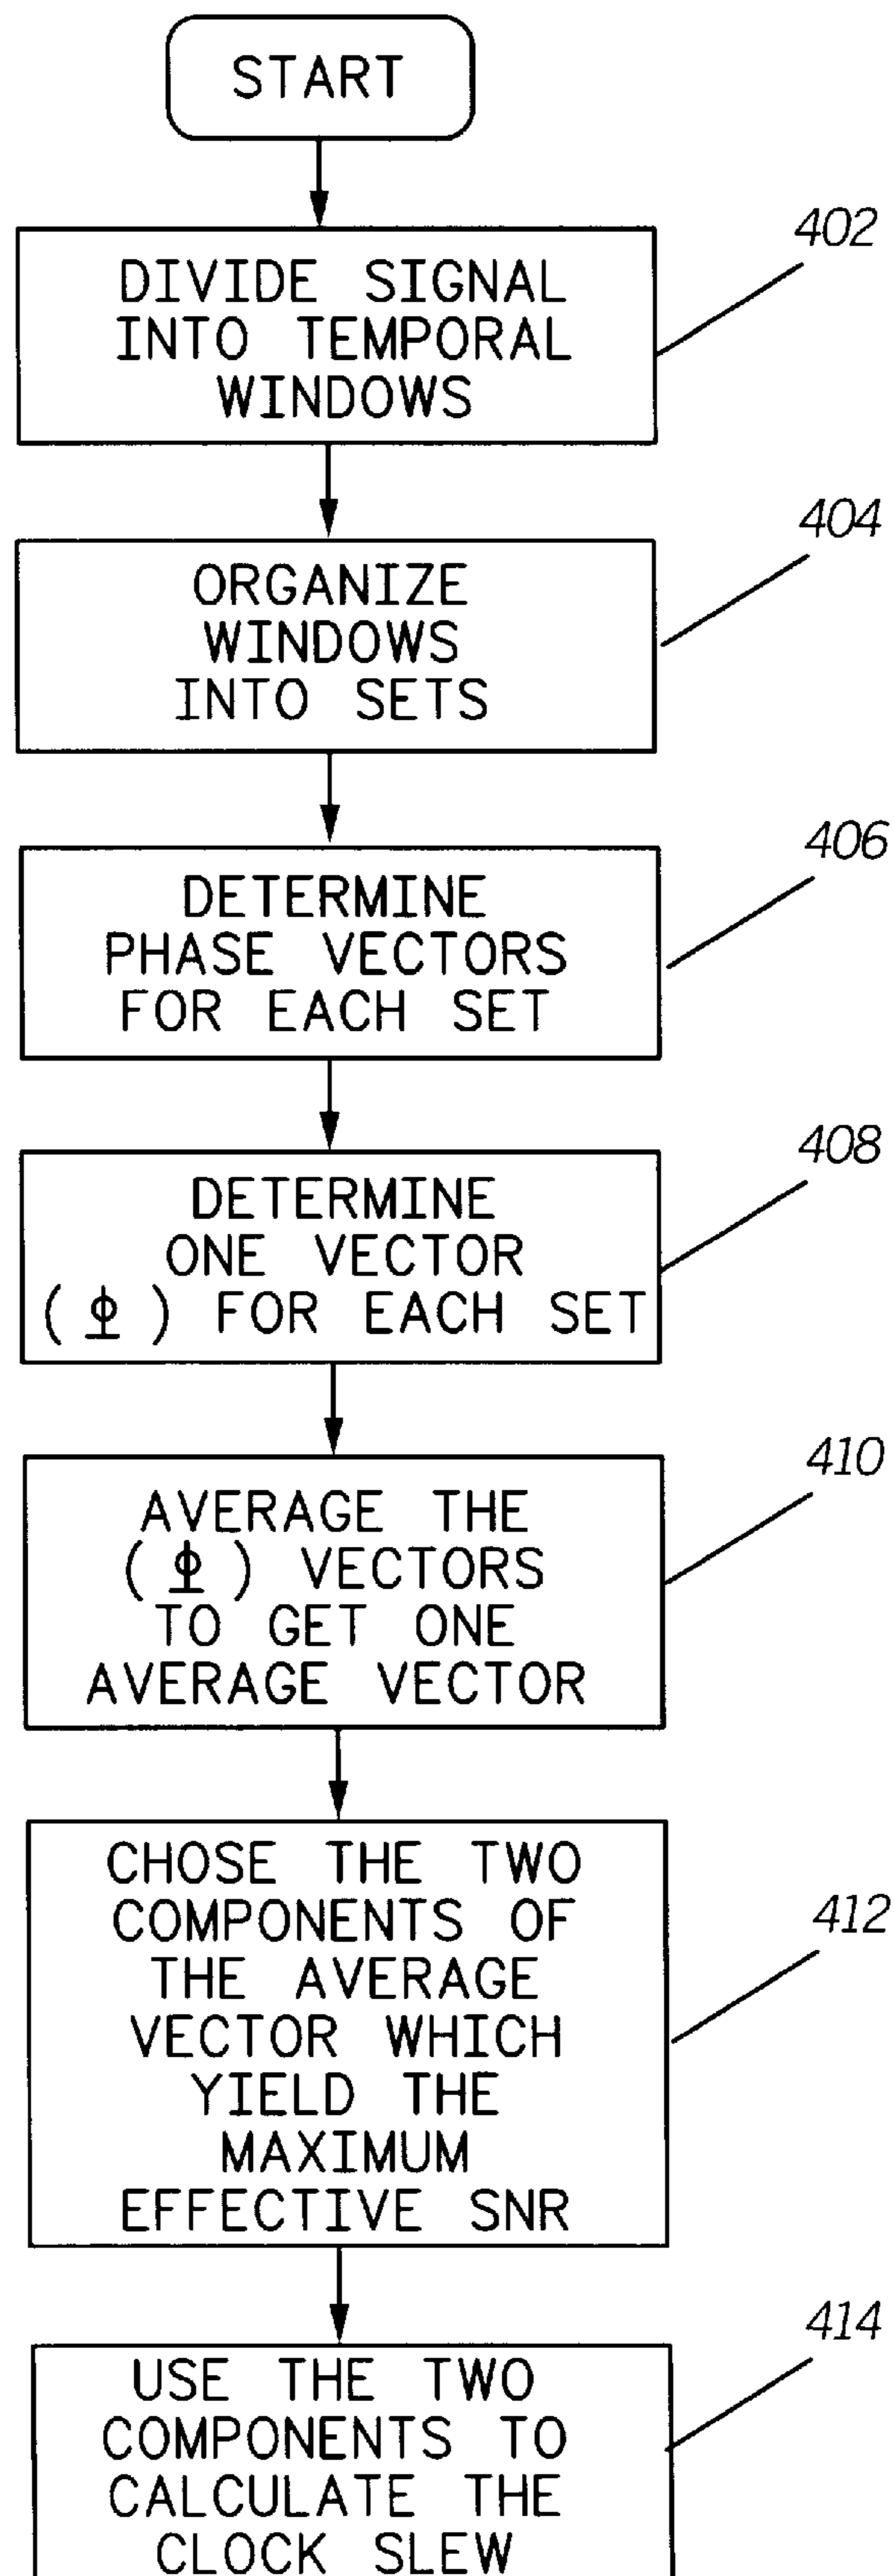 START
402
DIVIDE SIGNAL
INTO TEMPORAL
WINDOWS
404
ORGANIZE
WINDOWS
INTO SETS
406
DETERMINE
PHASE VECTORS
FOR EACH SET
408
DETERMINE
ONE VECTOR
( ϕ ) FOR EACH SET
410
AVERAGE THE
( ϕ ) VECTORS
TO GET ONE
AVERAGE VECTOR
412
CHOSE THE TWO
COMPONENTS OF
THE AVERAGE
VECTOR WHICH
YIELD THE
MAXIMUM
EFFECTIVE SNR
414
USE THE TWO
COMPONENTS TO
CALCULATE THE
CLOCK SLEW